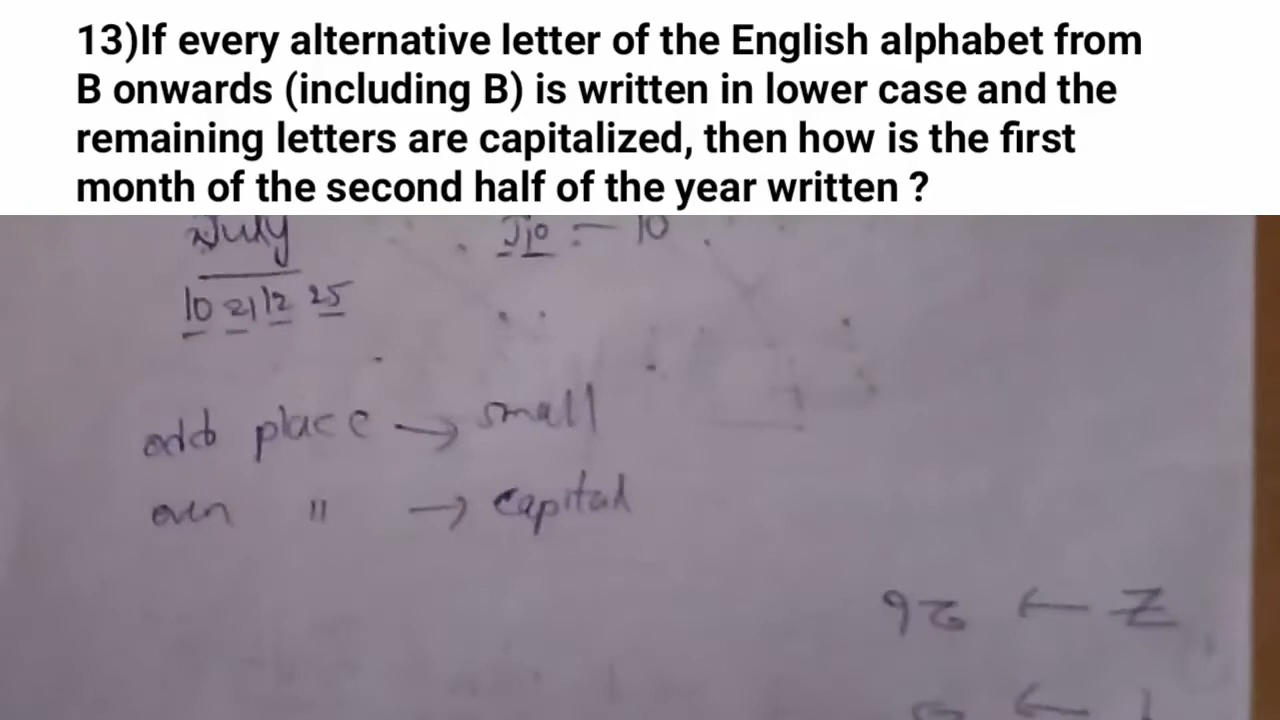 13)If every alternative letter of the English alphabet from
B onwards (including B) is written in lower case and the
remaining letters are capitalized, then how is the first
month of the second half of the year written ?
July
10 21 12 25
odd place → small
even " → capital
26 ← Z